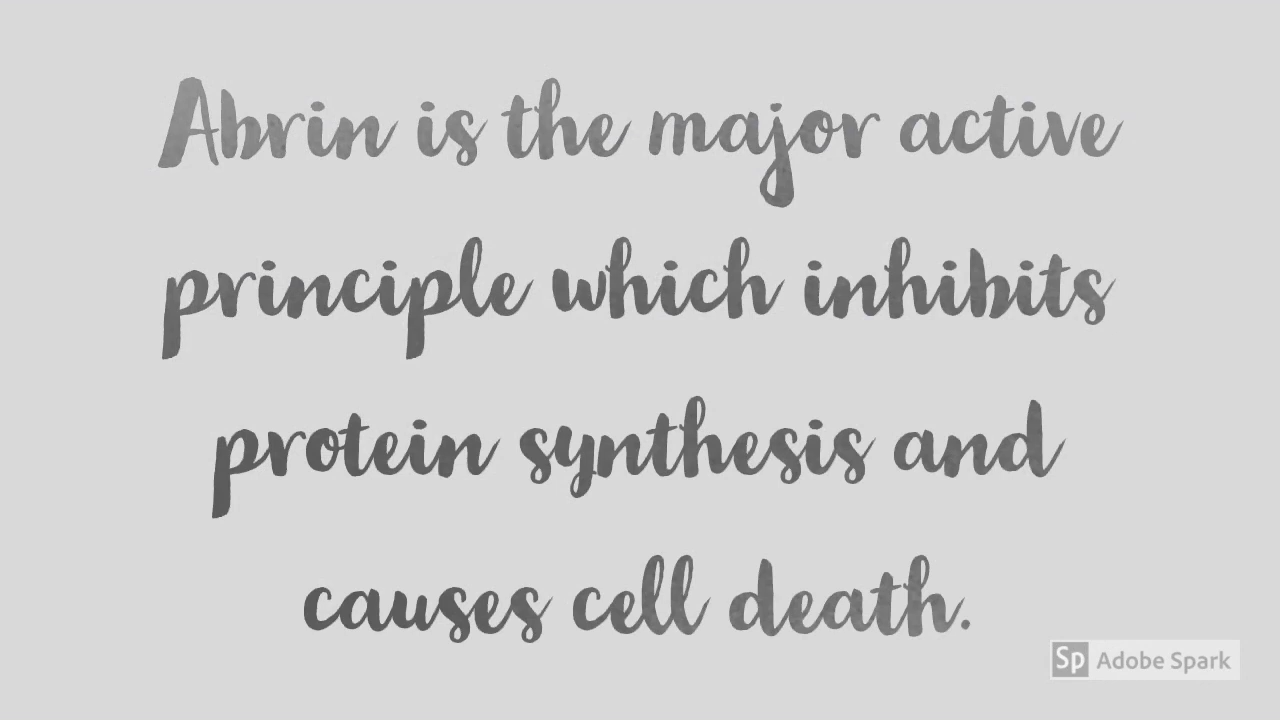 Abrin is the major active
principle which inhibits
protein synthesis and
causes cell death.
Sp Adobe Spark